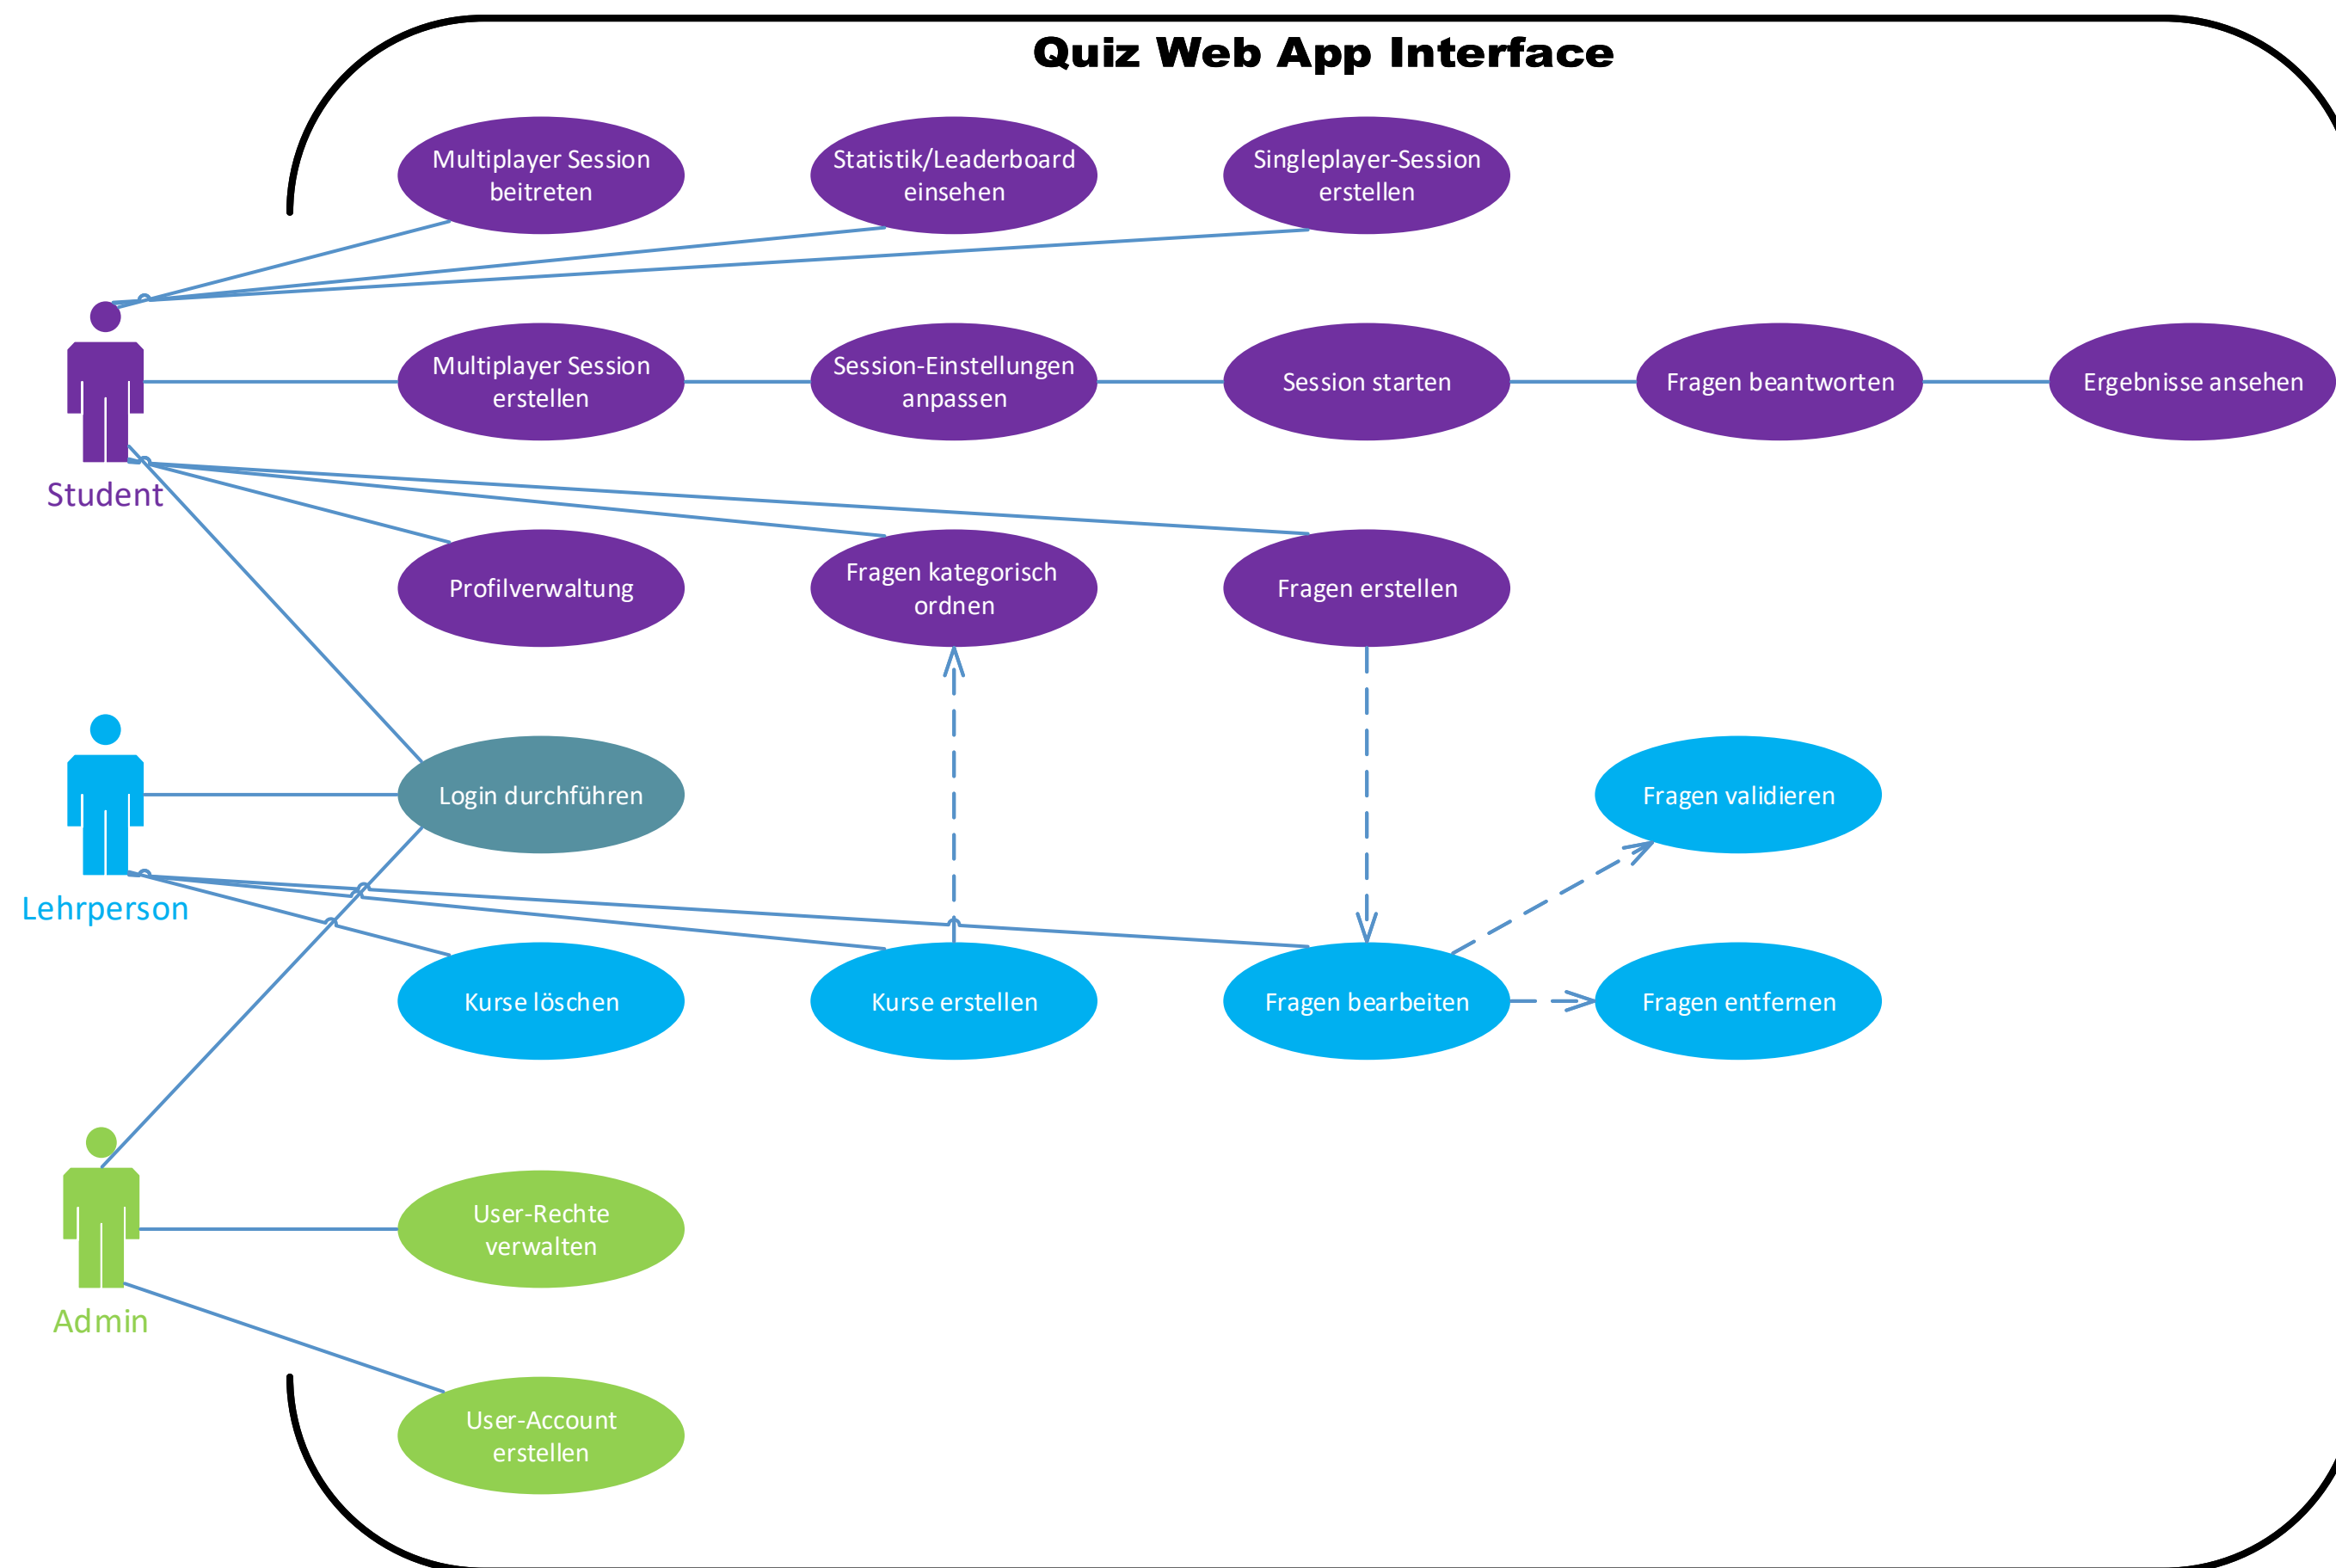 Quiz Web App Interface
Multiplayer Session
beitreten
Statistik/Leaderboard
einsehen
Singleplayer-Session
erstellen
Multiplayer Session
erstellen
Session-Einstellungen
anpassen
Session starten
Fragen beantworten
Ergebnisse ansehen
Student
Profilverwaltung
Fragen kategorisch
ordnen
Fragen erstellen
Login durchführen
Fragen validieren
Lehrperson
Kurse löschen
Kurse erstellen
Fragen bearbeiten
Fragen entfernen
User-Rechte
verwalten
Admin
User-Account
erstellen